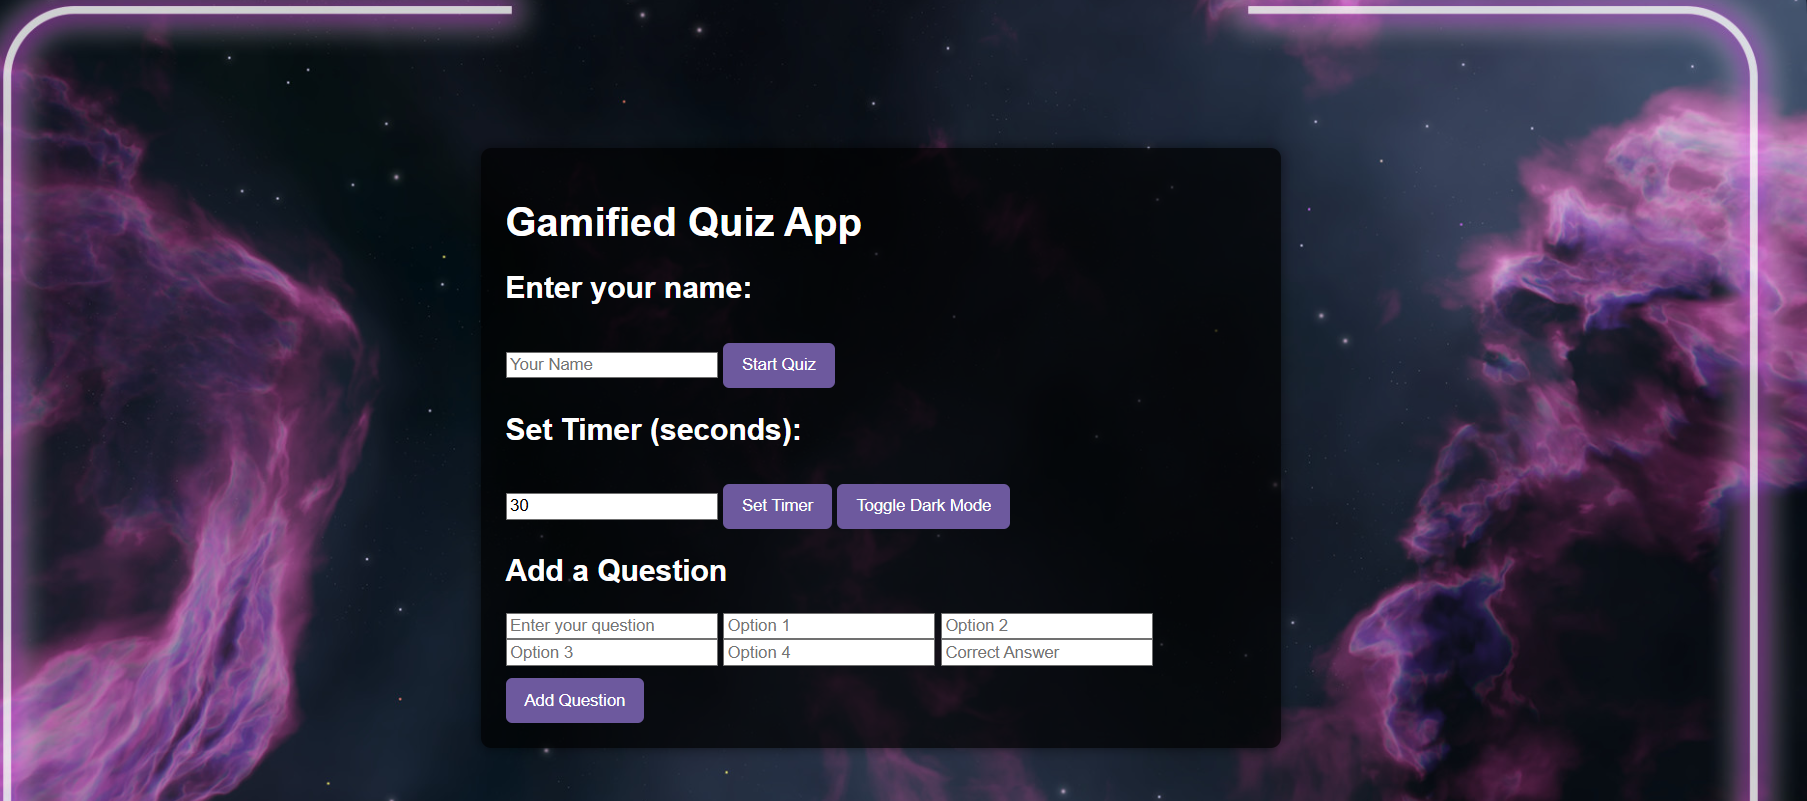 Gamified Quiz App
Enter your name:
Your Name Start Quiz
Set Timer (seconds):
30 Set Timer Toggle Dark Mode
Add a Question
Enter your question Option 1 Option 2
Option 3 Option 4 Correct Answer
Add Question